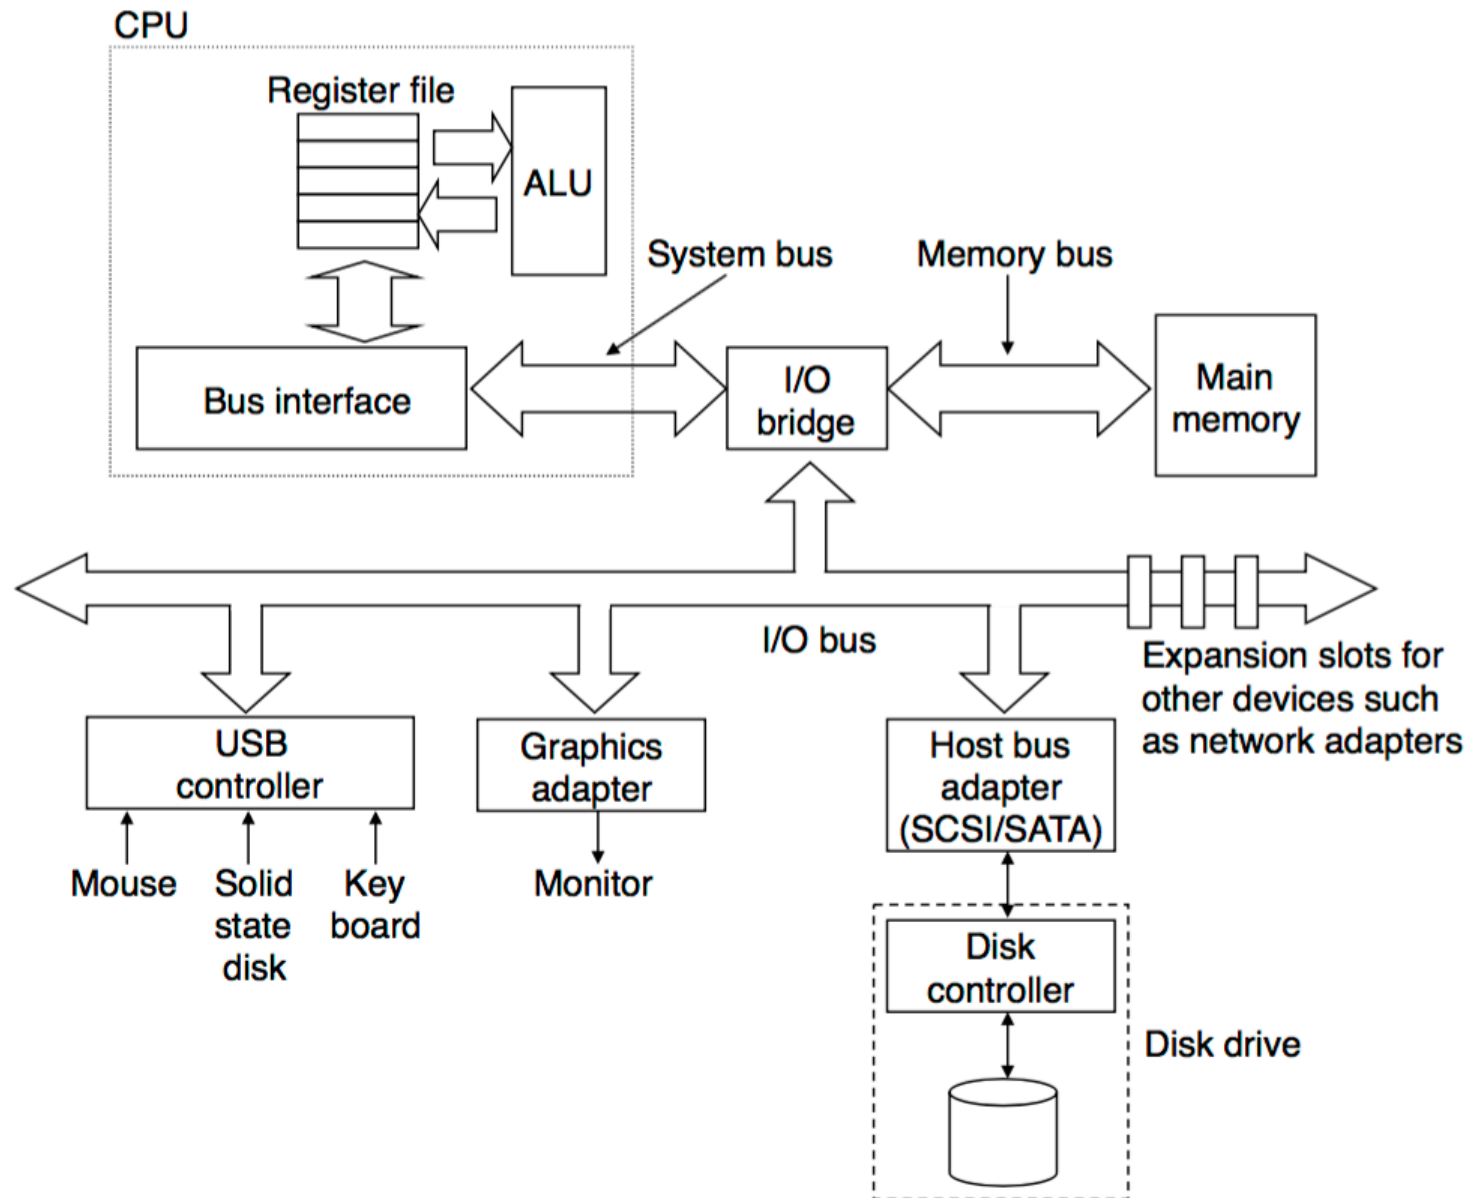 CPU
Register file
ALU
System bus
Memory bus
Bus interface
I/O
bridge
Main
memory
I/O bus
Expansion slots for
other devices such
as network adapters
USB
controller
Graphics
adapter
Host bus
adapter
(SCSI/SATA)
Mouse
Solid
state
disk
Key
board
Monitor
Disk
controller
Disk drive